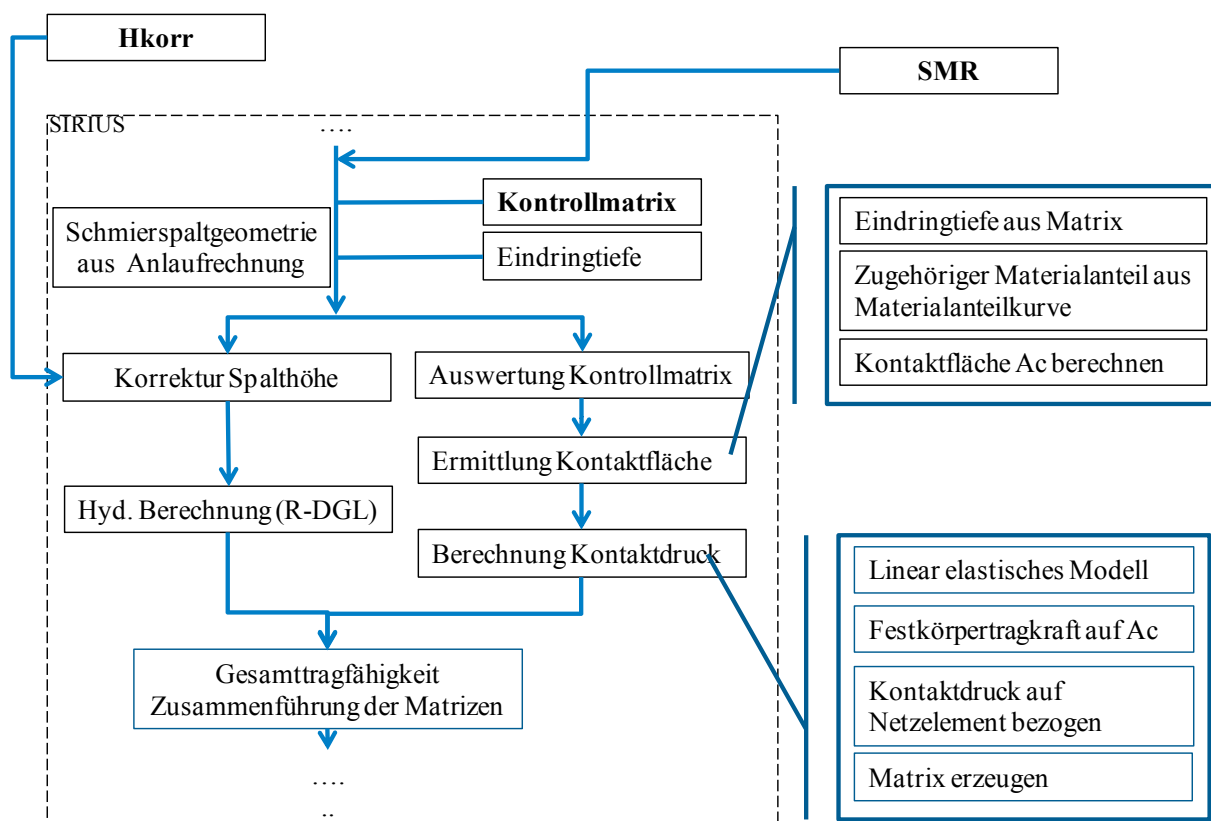 Hkorr
SMR
SIRIUS
....
Kontrollmatrix
Schmierspaltgeometrie
aus Anlaufrechnung
Eindringtiefe
Korrektur Spalthöhe
Auswertung Kontrollmatrix
Ermittlung Kontaktfläche
Hyd. Berechnung (R-DGL)
Berechnung Kontaktdruck
Gesamttragfähigkeit
Zusammenführung der Matrizen
....
..
Eindringtiefe aus Matrix
Zugehöriger Materialanteil aus
Materialanteilkurve
Kontaktfläche Ac berechnen
Linear elastisches Modell
Festkörpertragkraft auf Ac
Kontaktdruck auf
Netzelement bezogen
Matrix erzeugen